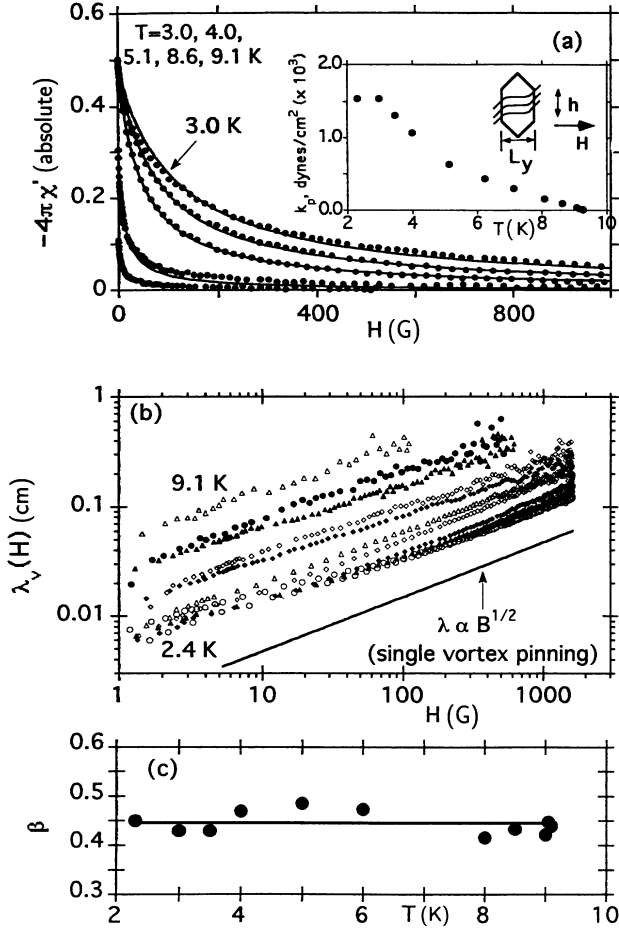 0.6
T=3.0, 4.0,
5.1, 8.6, 9.1 K
(a)
3.0 K
-4πχ' (absolute)
0.4
0.2
0
0
400
800
H (G)
2.0
1.0
0
kp, dynes/cm² (x 10³)
2
4
6
8
10
T(K)
h
H
Ly
(b)
1
0.1
0.01
λv(H) (cm)
9.1 K
2.4 K
λ α B^1/2
(single vortex pinning)
1
10
100
1000
H (G)
(c)
0.6
0.5
0.4
0.3
β
2
4
6
T(K)
8
10